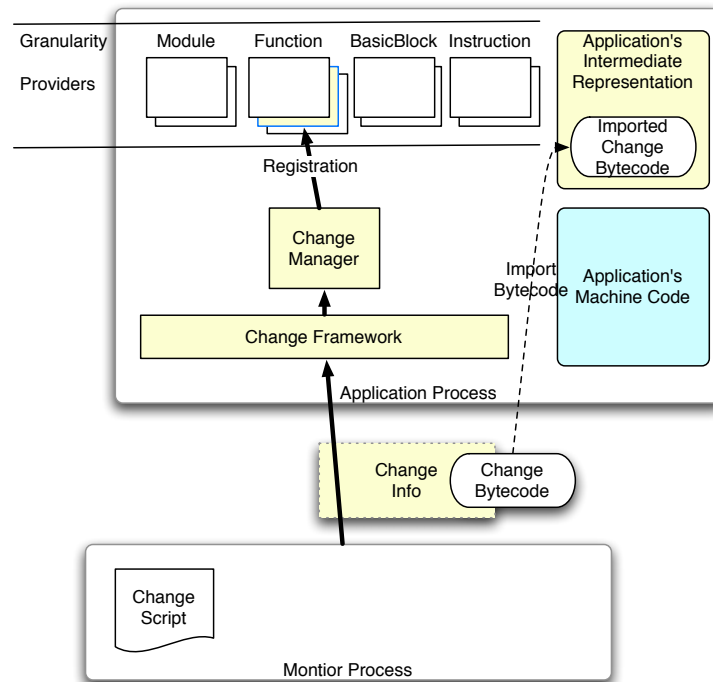 Granularity
Module
Function
BasicBlock
Instruction
Providers
Application's
Intermediate
Representation
Imported
Change
Bytecode
Registration
Change
Manager
Import
Bytecode
Application's
Machine Code
Change Framework
Application Process
Change
Info
Change
Bytecode
Change
Script
Montior Process